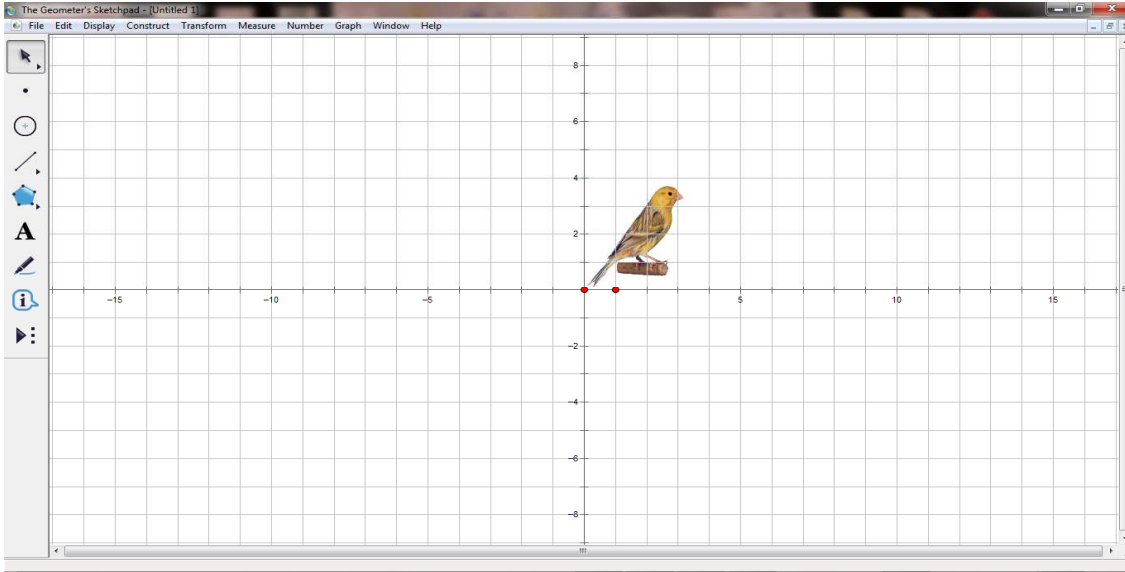 The Geometer's Sketchpad - [Untitled 1]
File Edit Display Construct Transform Measure Number Graph Window Help
A
i
8
6
4
2
−15 −10 −5 5 10 15
−2
−4
−6
−8